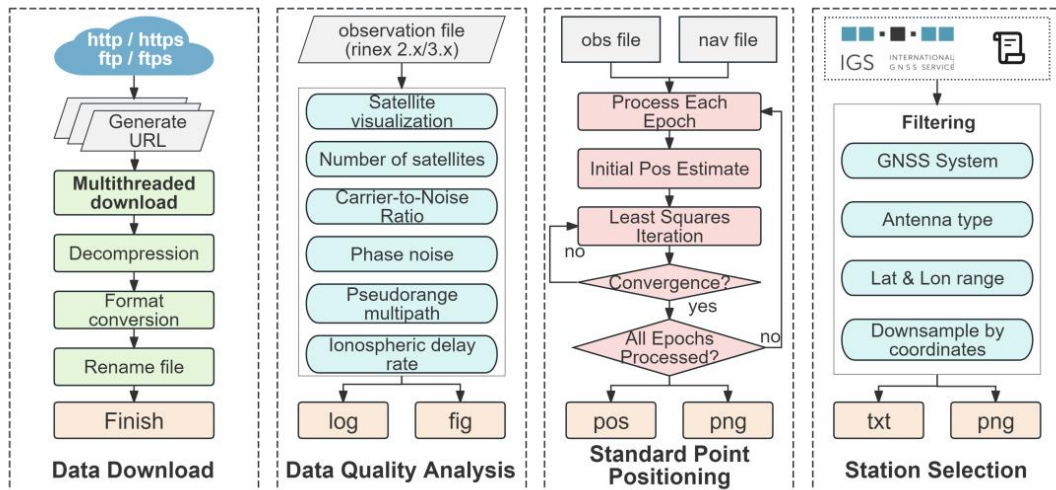 http / https
ftp / ftps
Generate
URL
Multithreaded
download
Decompression
Format
conversion
Rename file
Finish
Data Download
observation file
(rinex 2.x/3.x)
Satellite
visualization
Number of satellites
Carrier-to-Noise
Ratio
Phase noise
Pseudorange
multipath
Ionospheric delay
rate
log
fig
Data Quality Analysis
obs file
nav file
Process Each
Epoch
Initial Pos Estimate
Least Squares
Iteration
no
Convergence?
yes
All Epochs
Processed?
no
pos
png
Standard Point
Positioning
IGS
INTERNATIONAL
G N S S SERVICE
Filtering
GNSS System
Antenna type
Lat & Lon range
Downsample by
coordinates
txt
png
Station Selection